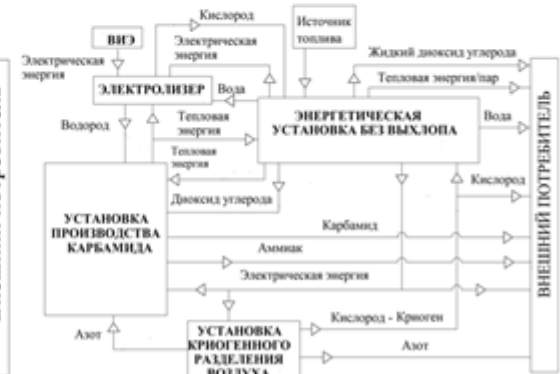 Кислород
Источник
топлива
ВИЭ
Электрическая
энергия
Электрическая
энергия
Жидкий диоксид углерода
Тепловая энергия/пар
ЭЛЕКТРОЛИЗЕР
Вода
ЭНЕРГЕТИЧЕСКАЯ
УСТАНОВКА БЕЗ ВЫХЛОПА
Вода
Водород
Тепловая
энергия
Тепловая
энергия
Диоксид углерода
Кислород
ВНЕШНИЙ ПОТРЕБИТЕЛЬ
УСТАНОВКА
ПРОИЗВОДСТВА
КАРБАМИДА
Карбамид
Аммиак
Электрическая энергия
Азот
Кислород - Криоген
Азот
УСТАНОВКА
КРИОГЕННОГО
РАЗДЕЛЕНИЯ
ВОЗДУХА